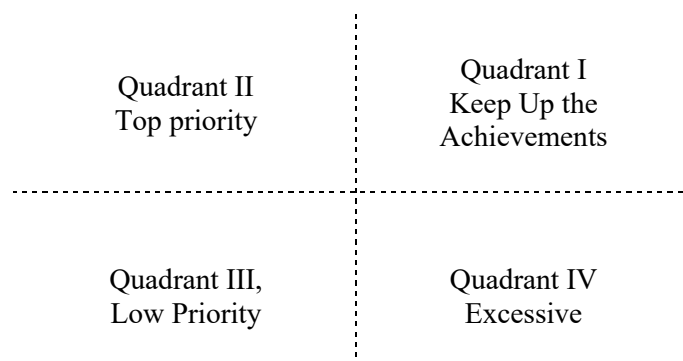 Quadrant II
Top priority
Quadrant I
Keep Up the
Achievements
Quadrant III,
Low Priority
Quadrant IV
Excessive